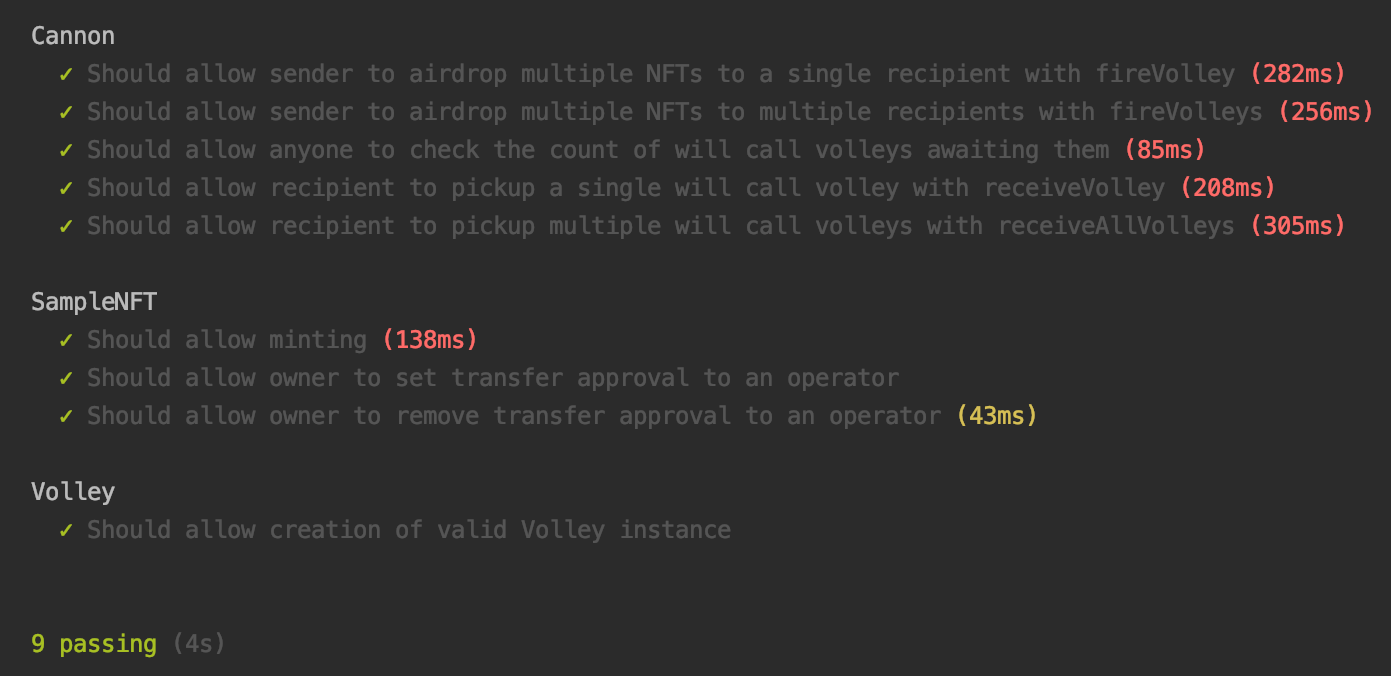 Cannon
✓ Should allow sender to airdrop multiple NFTs to a single recipient with fireVolley (282ms)
✓ Should allow sender to airdrop multiple NFTs to multiple recipients with fireVolleys (256ms)
✓ Should allow anyone to check the count of will call volleys awaiting them (85ms)
✓ Should allow recipient to pickup a single will call volley with receiveVolley (208ms)
✓ Should allow recipient to pickup multiple will call volleys with receiveAllVolleys (305ms)
SampleNFT
✓ Should allow minting (138ms)
✓ Should allow owner to set transfer approval to an operator
✓ Should allow owner to remove transfer approval to an operator (43ms)
Volley
✓ Should allow creation of valid Volley instance
9 passing (4s)